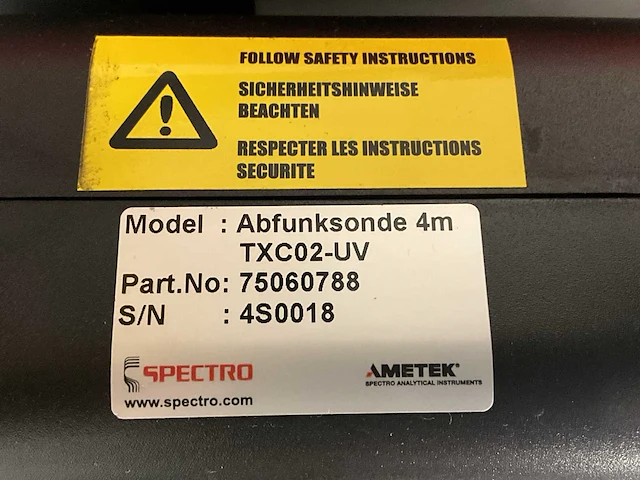 FOLLOW SAFETY INSTRUCTIONS
SICHERHEITSHINWEISE
BEACHTEN
RESPECTER LES INSTRUCTIONS
SECURITE
Model : Abfunksonde 4m
TXC02-UV
Part.No: 75060788
S/N : 4S0018
SPECTRO
www.spectro.com
AMETEK®
SPECTRO ANALYTICAL INSTRUMENTS